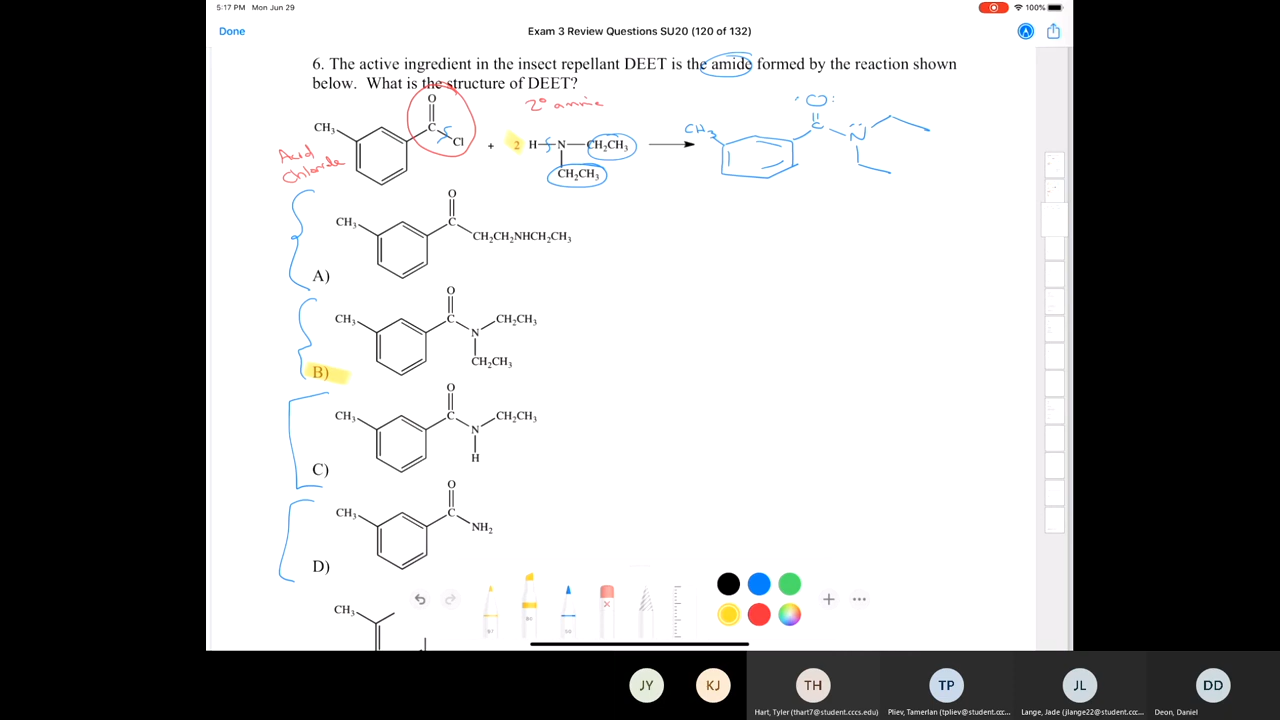 5:17 PM Mon Jun 29
100%
Done
Exam 3 Review Questions SU20 (120 of 132)
6. The active ingredient in the insect repellant DEET is the amide formed by the reaction shown
below. What is the structure of DEET?
2° amine
O
CH3
C
Cl
+
2 H N CH2CH3
CH2CH3
Acid
Chloride
CH3
:O:
C
N
O
CH3
C
CH2CH2NHCH2CH3
A)
O
CH3
C
CH2CH3
N
CH2CH3
B)
O
CH3
C
CH2CH3
N
H
C)
O
CH3
C
NH2
D)
CH3
JY
KJ
TH
TP
JL
DD
Hart, Tyler (thart7@student.cccs.edu)
Pliev, Tamerlan (tpliev@student.ccc...
Lange, Jade (jlange22@student.ccc...
Deon, Daniel